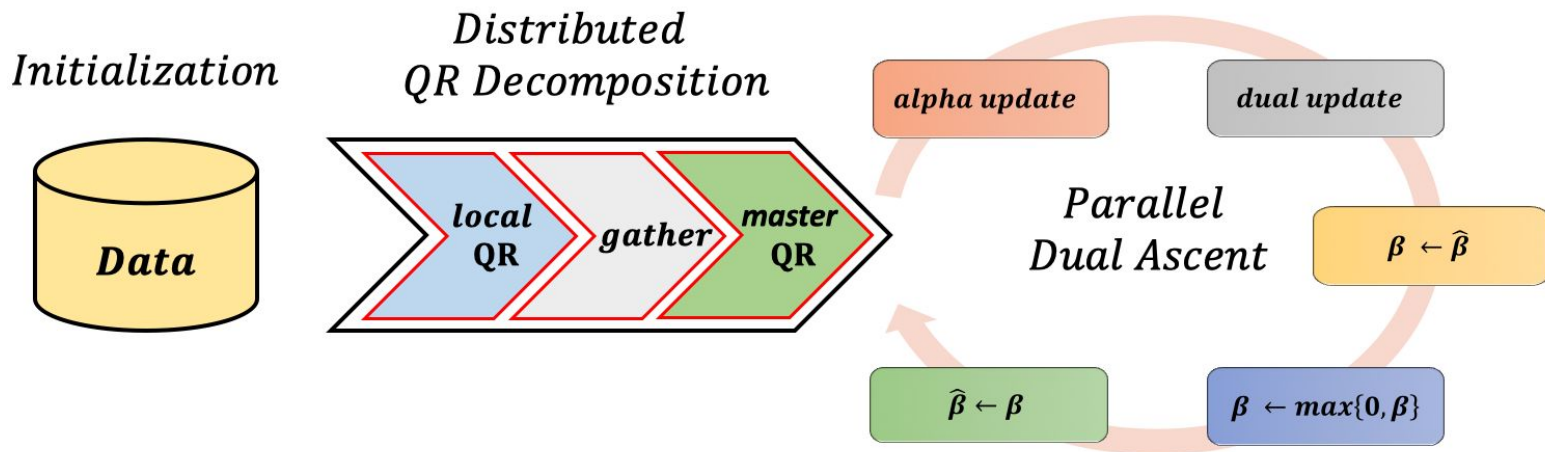 Initialization
Data
Distributed
QR Decomposition
local
QR
gather
master
QR
Parallel
Dual Ascent
alpha update
dual update
β ← β̂
β ← max{0, β}
β̂ ← β